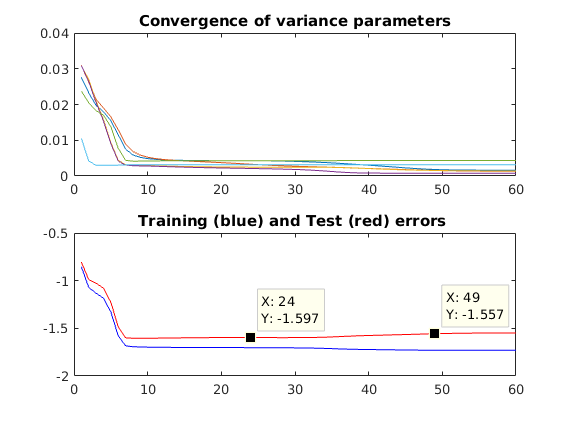 Convergence of variance parameters
0.04
0.03
0.02
0.01
0
0 10 20 30 40 50 60
Training (blue) and Test (red) errors
-0.5
-1
-1.5
-2
X: 24
Y: -1.597
X: 49
Y: -1.557
0 10 20 30 40 50 60